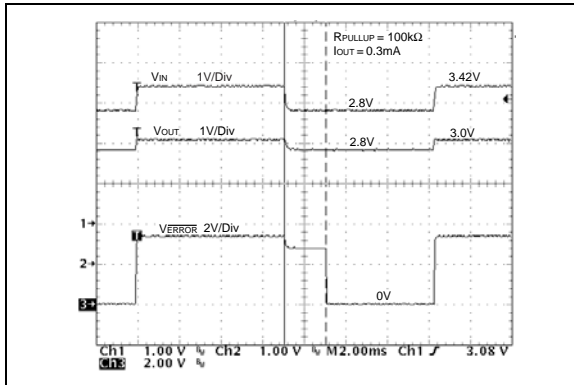 RPULLUP = 100kΩ
IOUT = 0.3mA
VIN 1V/Div
3.42V
2.8V
VOUT 1V/Div
3.0V
2.8V
1
T
VERROR 2V/Div
2
3
0V
Ch1 1.00 V Ch2 1.00 V M2.00ms Ch1 3.08 V
Ch3 2.00 V